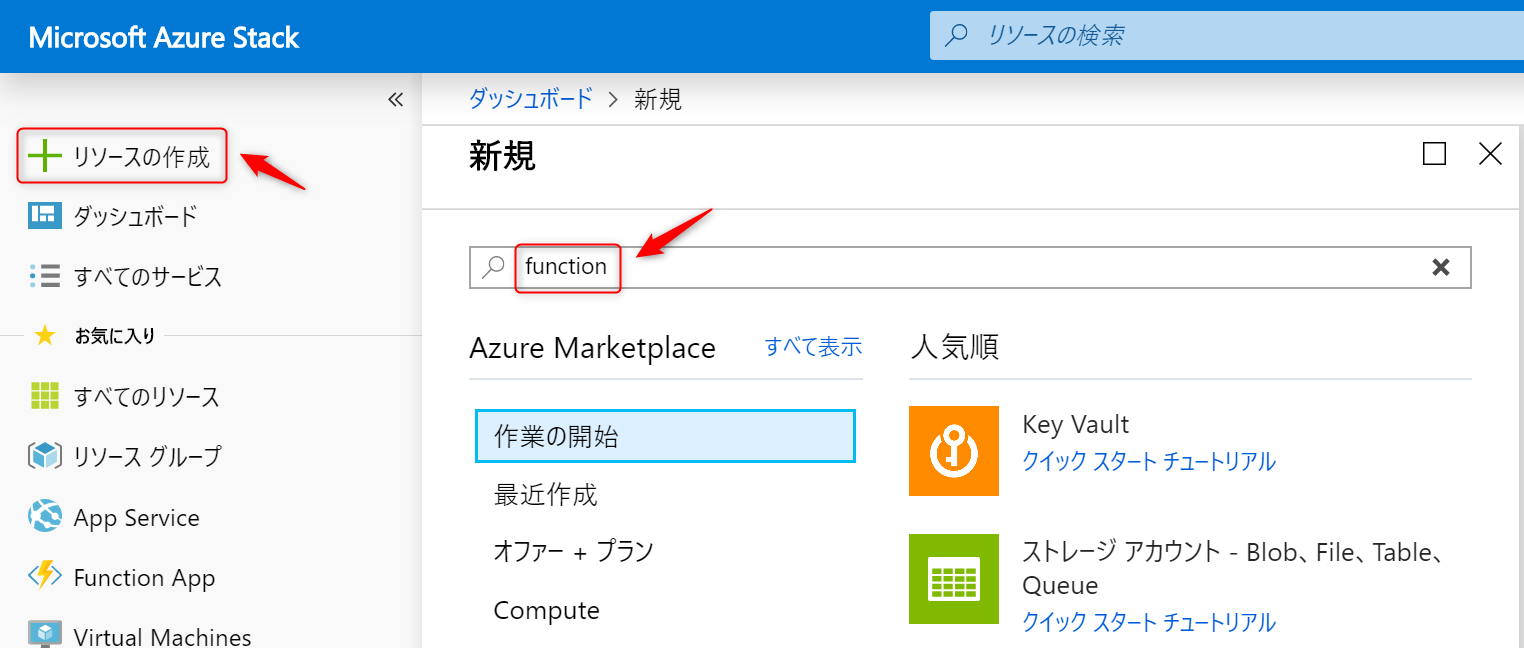 Microsoft Azure Stack
リソースの検索
«
ダッシュボード > 新規
リソースの作成
ダッシュボード
すべてのサービス
お気に入り
すべてのリソース
リソース グループ
App Service
Function App
Virtual Machines
新規
function
Azure Marketplace
すべて表示
作業の開始
最近作成
オファー + プラン
Compute
人気順
Key Vault
クイック スタート チュートリアル
ストレージ アカウント - Blob、File、Table、
Queue
クイック スタート チュートリアル